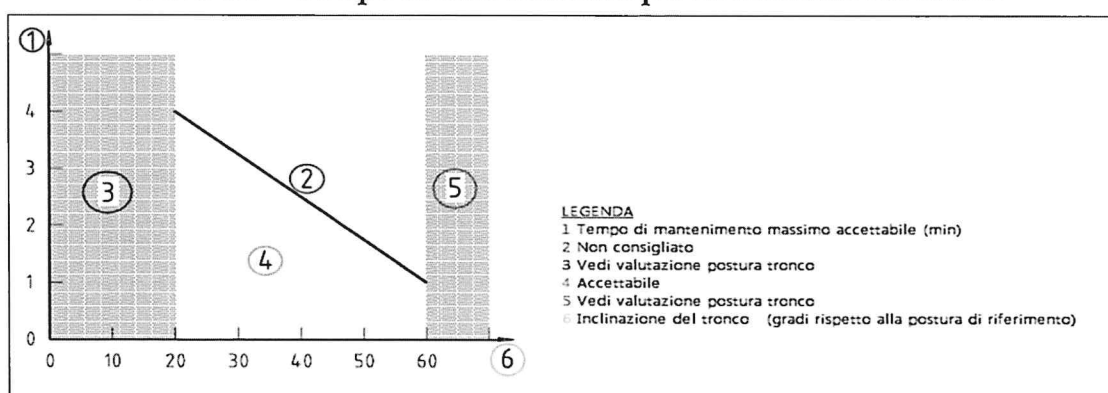 1
4
3
2
1
0
3
2
4
5
0 10 20 30 40 50 60 6
LEGENDA
1 Tempo di mantenimento massimo accettabile (min)
2 Non consigliato
3 Vedi valutazione postura tronco
4 Accettabile
5 Vedi valutazione postura tronco
6 Inclinazione del tronco (gradi rispetto alla postura di riferimento)